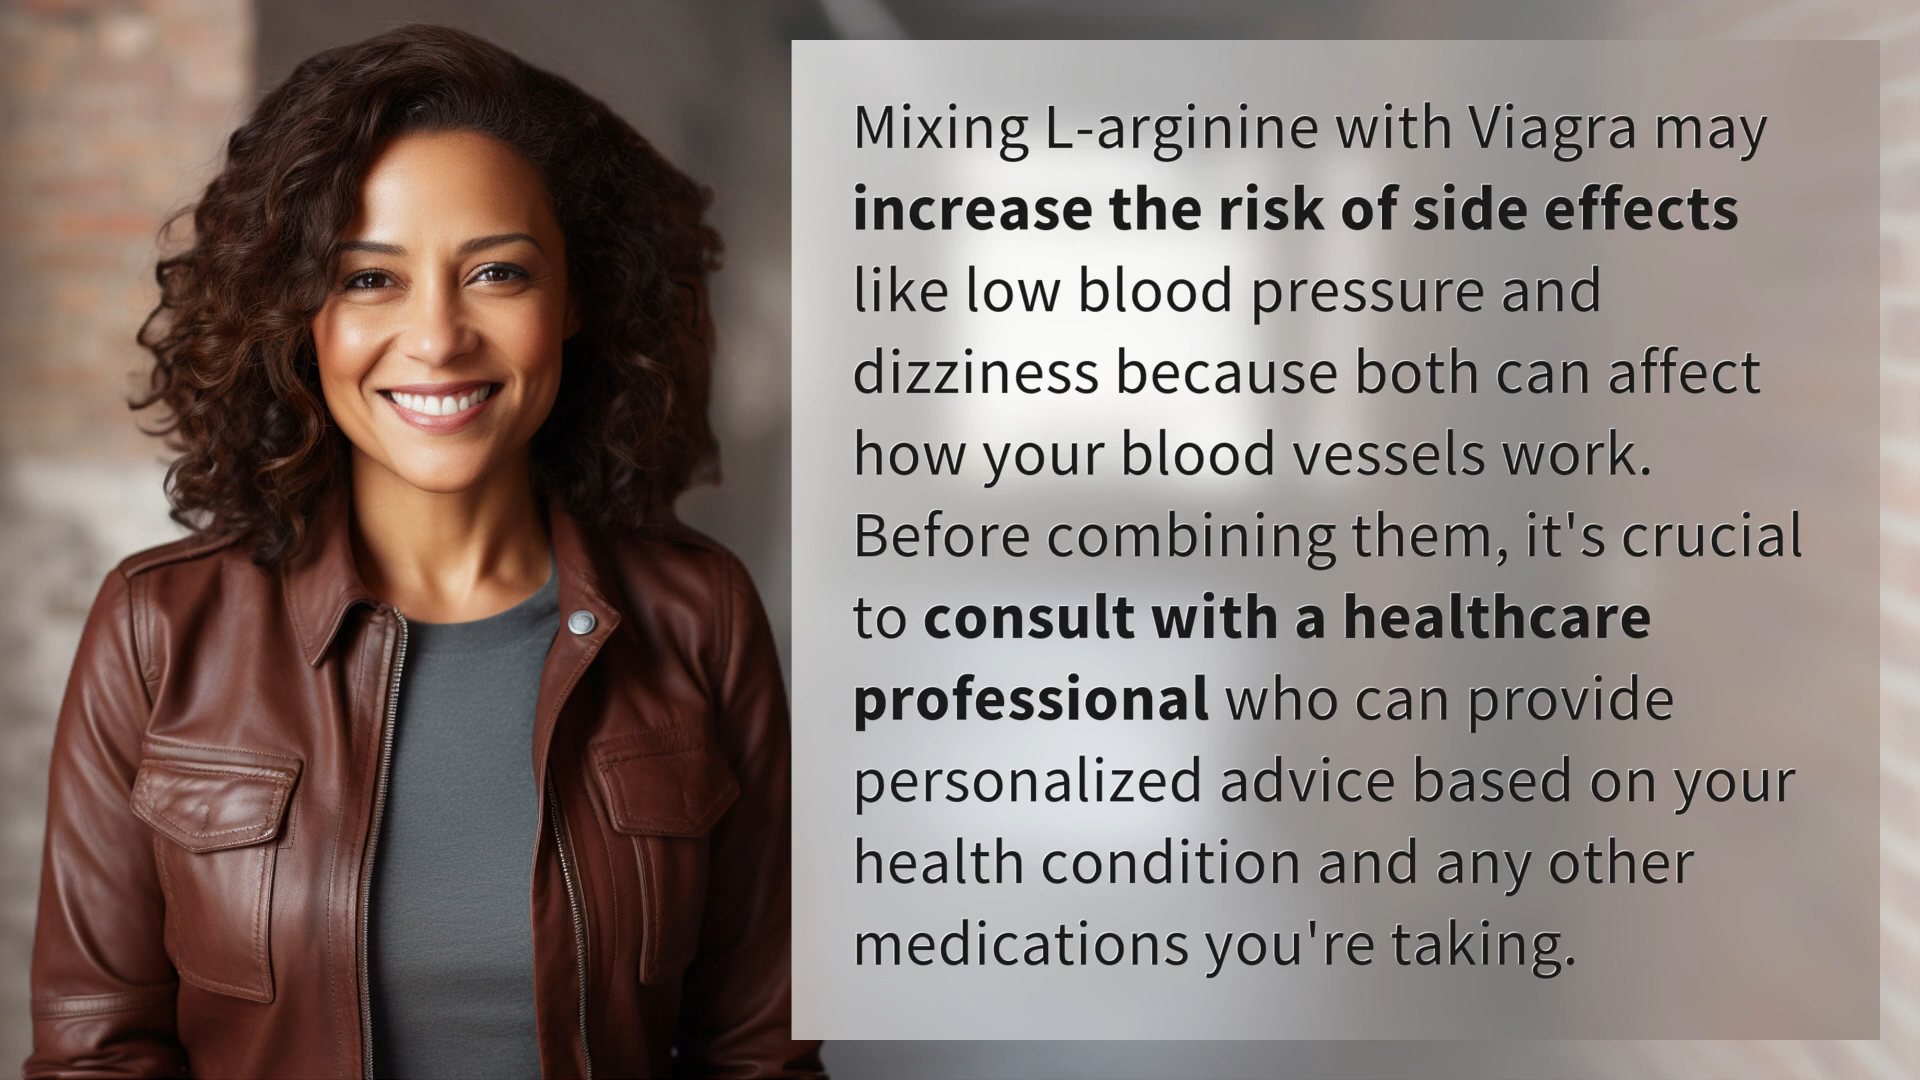 Mixing L-arginine with Viagra may
increase the risk of side effects
like low blood pressure and
dizziness because both can affect
how your blood vessels work.
Before combining them, it's crucial
to consult with a healthcare
professional who can provide
personalized advice based on your
health condition and any other
medications you're taking.